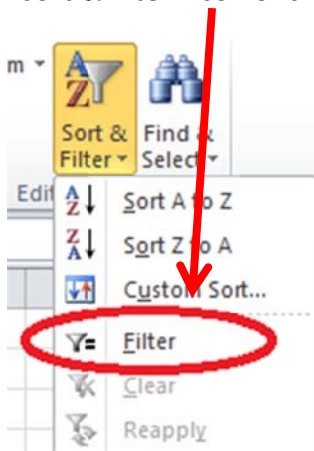 m
Sort & Find &
Filter Select
Edit
Sort A to Z
Sort Z to A
Custom Sort...
Filter
Clear
Reapply